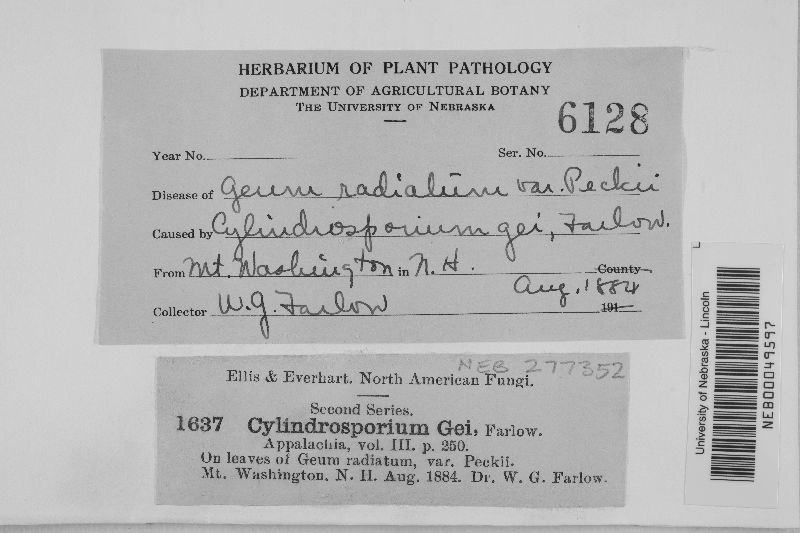 HERBARIUM OF PLANT PATHOLOGY
DEPARTMENT OF AGRICULTURAL BOTANY
THE UNIVERSITY OF NEBRASKA
6128
Year No.
Ser. No.
Disease of Geum radiatum var. Peckii
Caused by Cylindrosporium gei, Farlow.
From Mt. Washington in N. H. County
Aug, 1884
Collector W. G. Farlow 191
NEB 277352
Ellis & Everhart. North American Fungi.
Second Series.
1637 Cylindrosporium Gei, Farlow.
Appalachia, vol. III. p. 250.
On leaves of Geum radiatum, var. Peckii.
Mt. Washington. N. H. Aug. 1884. Dr. W. G. Farlow.
University of Nebraska - Lincoln
NEB00049597